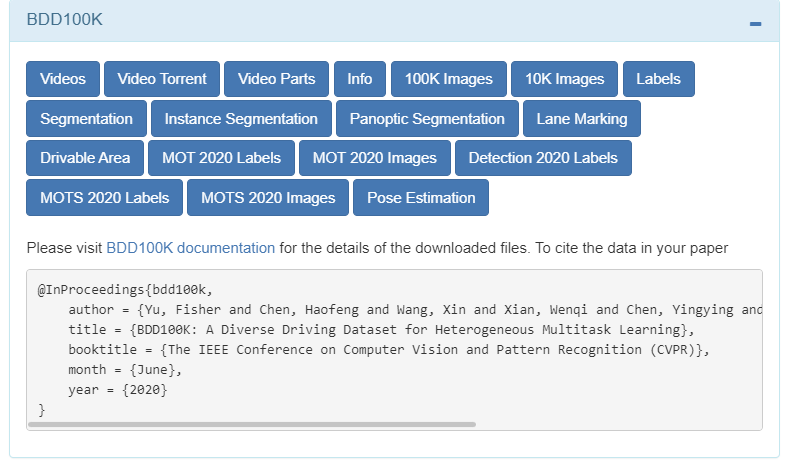 BDD100K
Videos Video Torrent Video Parts Info 100K Images 10K Images Labels
Segmentation Instance Segmentation Panoptic Segmentation Lane Marking
Drivable Area MOT 2020 Labels MOT 2020 Images Detection 2020 Labels
MOTS 2020 Labels MOTS 2020 Images Pose Estimation
Please visit BDD100K documentation for the details of the downloaded files. To cite the data in your paper
@InProceedings{bdd100k,
    author = {Yu, Fisher and Chen, Haofeng and Wang, Xin and Xian, Wenqi and Chen, Yingying and
    title = {BDD100K: A Diverse Driving Dataset for Heterogeneous Multitask Learning},
    booktitle = {The IEEE Conference on Computer Vision and Pattern Recognition (CVPR)},
    month = {June},
    year = {2020}
}